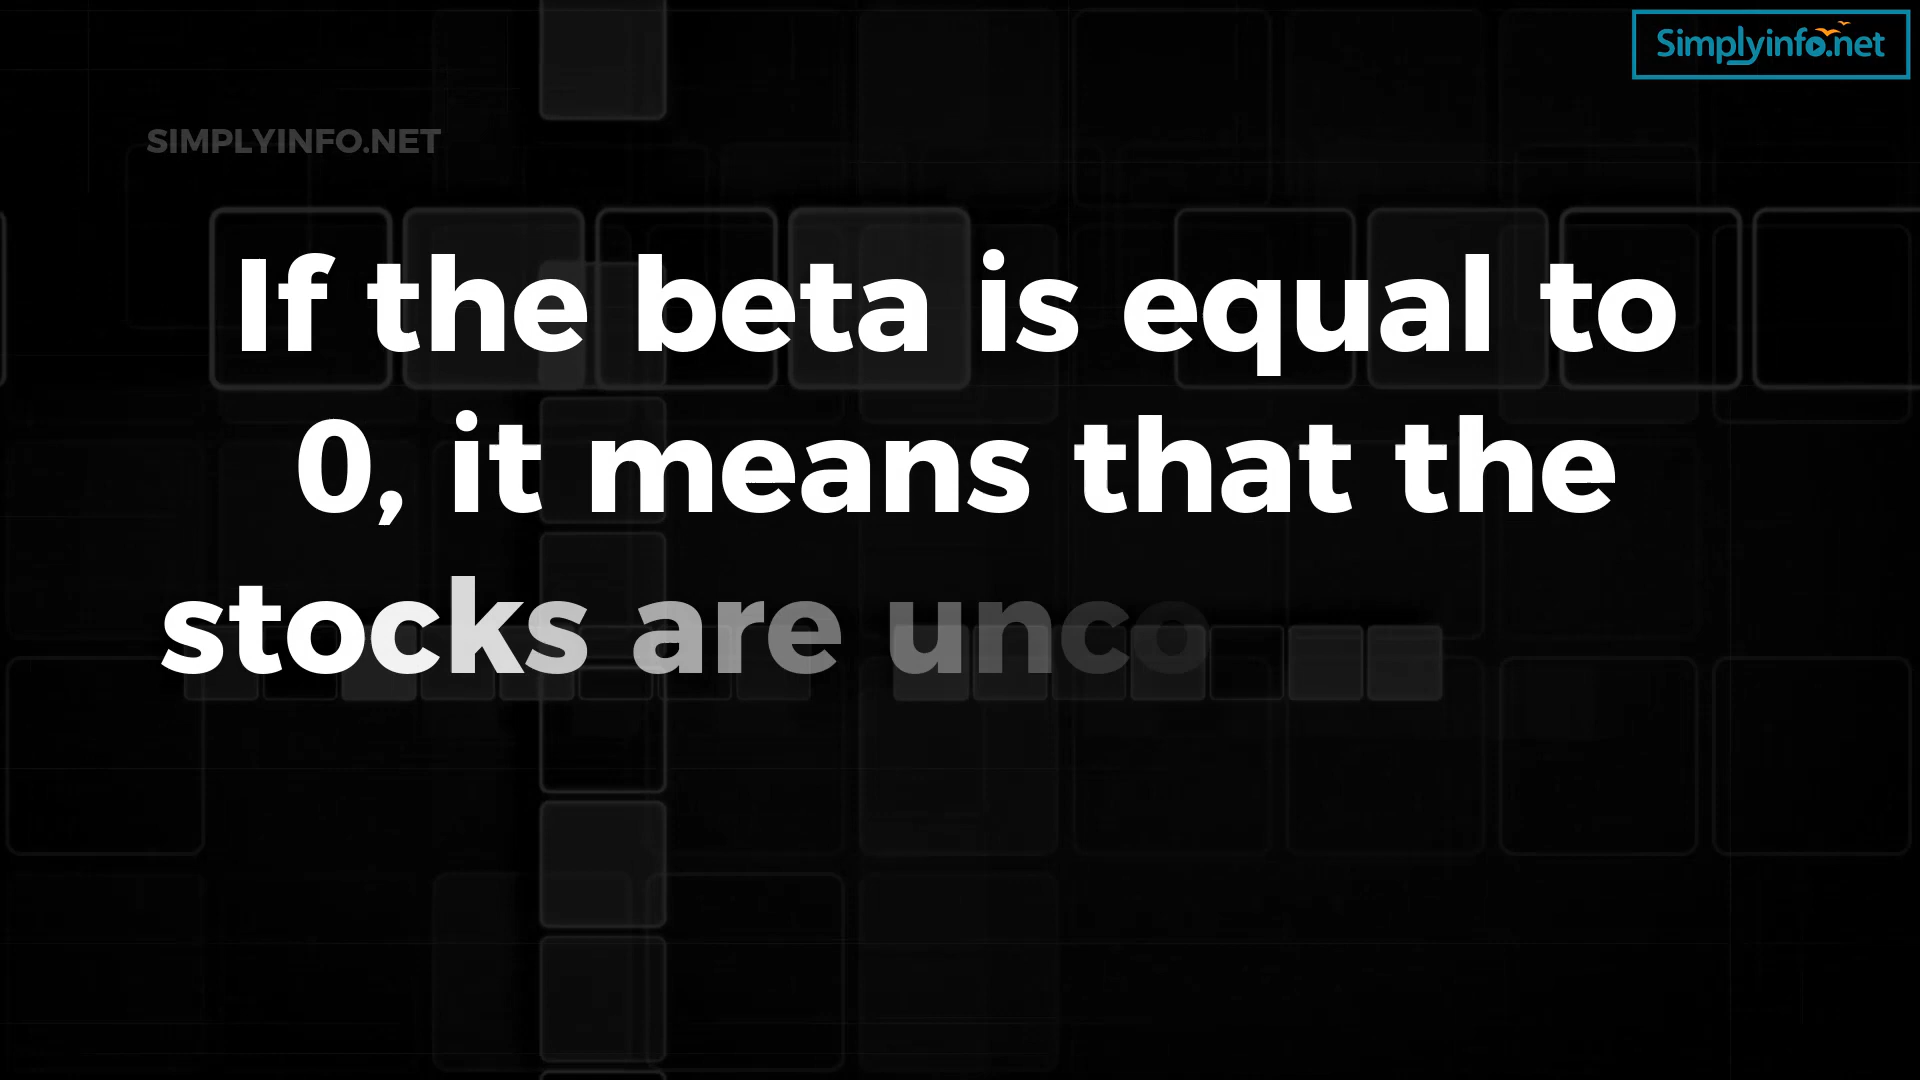 Simplyinfo.net
SIMPLYINFO.NET
If the beta is equal to
0, it means that the
stocks are unco